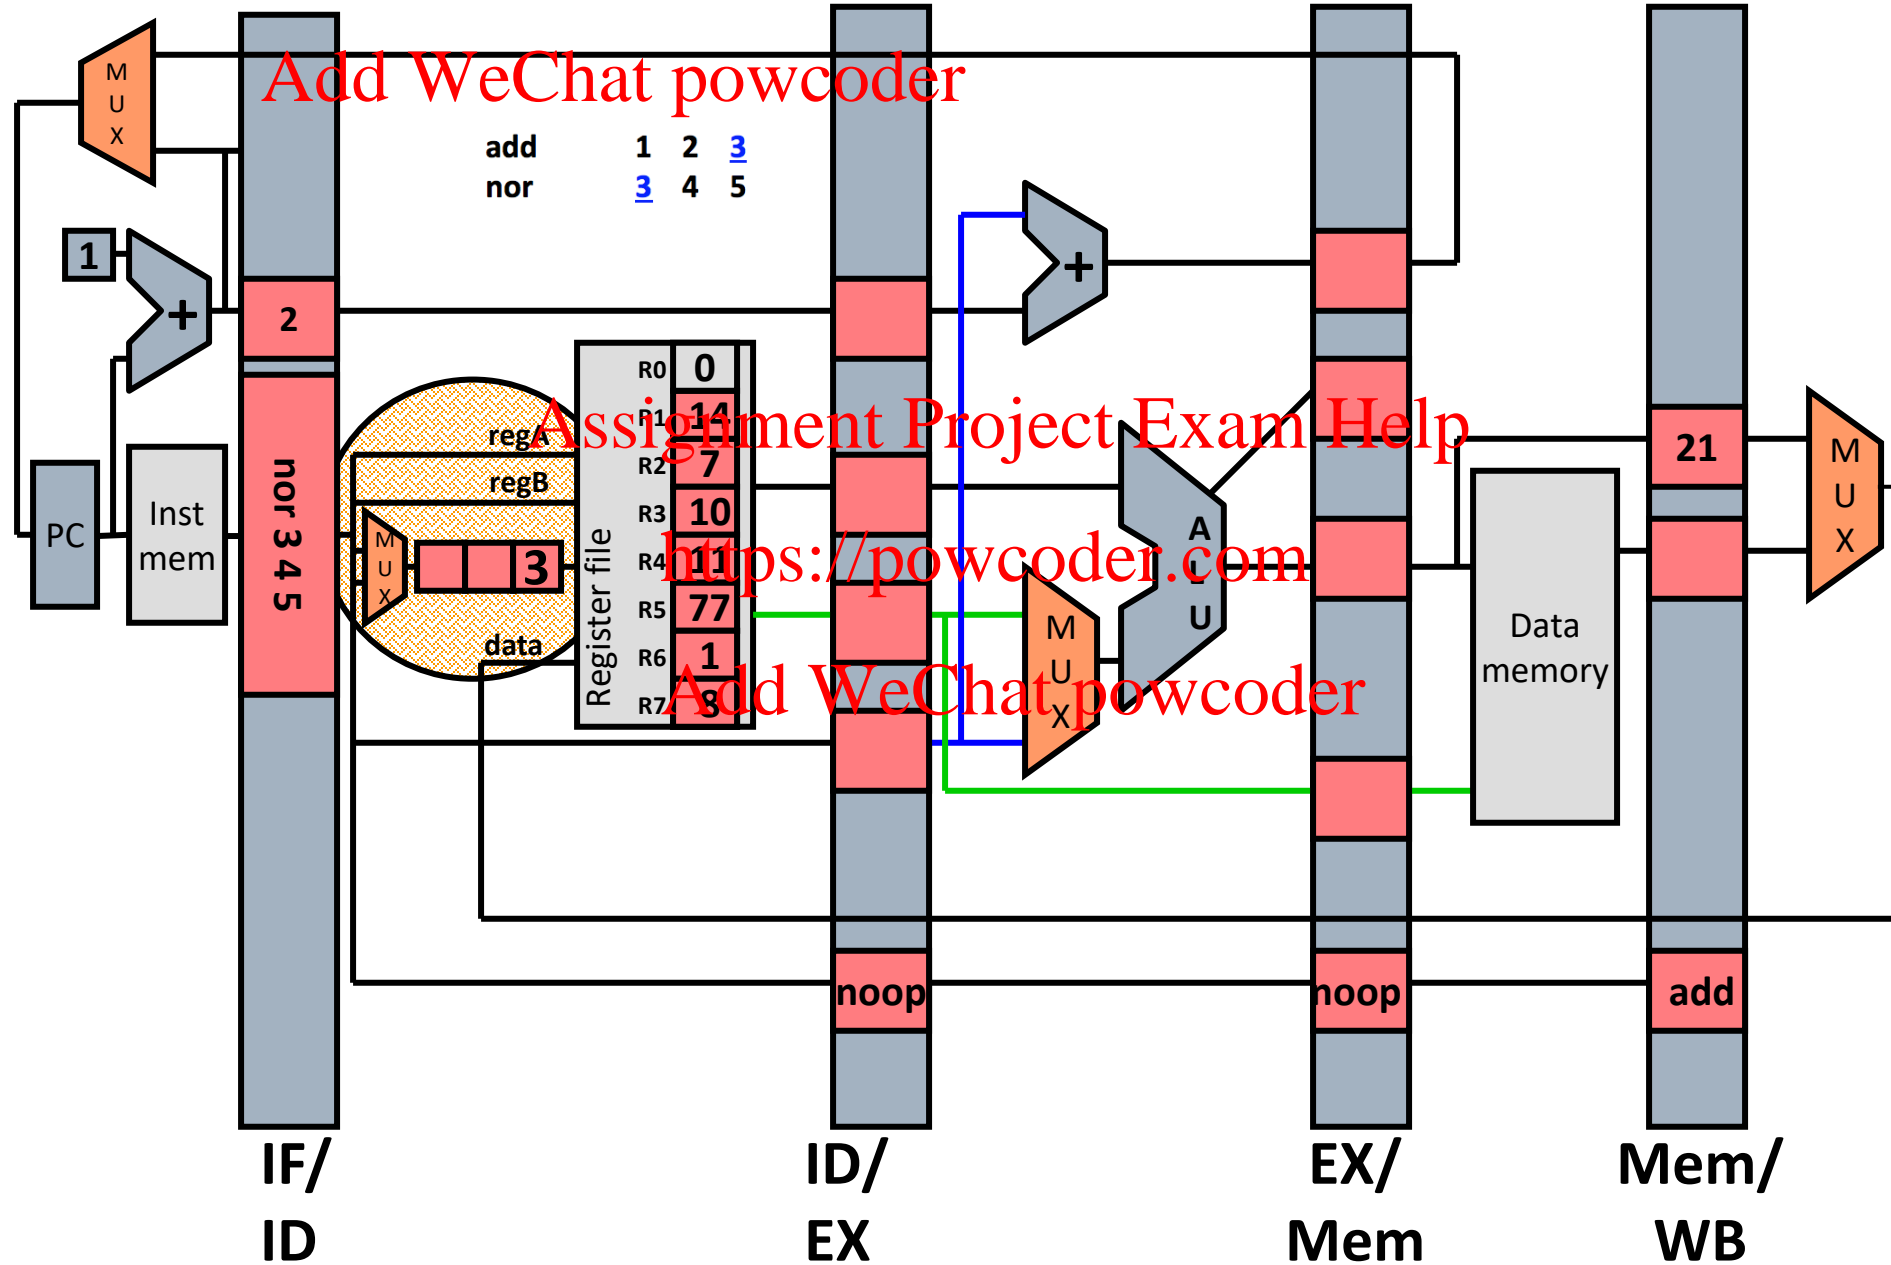 Add WeChat powcoder
M
U
X
add 1 2 3
nor 3 4 5
1
+
+
2
R0 0
R1 14
R2 7
R3 10
R4 11
R5 77
R6 1
R7 8
Register file
regA
regB
Assignment Project Exam Help
21
M
U
X
PC
Inst
mem
nor 3 4 5
M
U
X
3
https://powcoder.com
A
L
U
data
M
U
X
Data
memory
Add WeChat powcoder
noop
noop
add
IF/
ID
ID/
EX
EX/
Mem
Mem/
WB